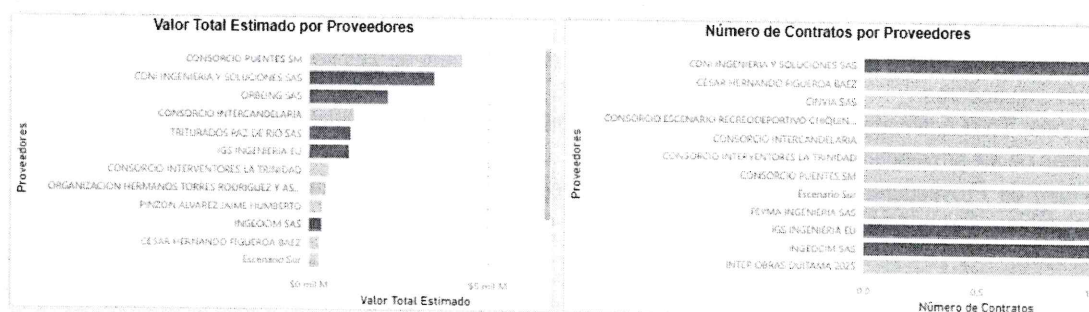 Valor Total Estimado por Proveedores
Proveedores
CONSORCIO PUENTES SM
CONI INGENIERIA Y SOLUCIONES SAS
ORBEING SAS
CONSORCIO INTERCANDELARIA
TRITURADOS PAZ DE RIO SAS
IGS INGENIERIA EU
CONSORCIO INTERVENTORES LA TRINIDAD
ORGANIZACION HERMANOS TORRES RODRIGUEZ Y AS...
PINZON ALVAREZ JAIME HUMBERTO
INGEOCIM SAS
CESAR HERNANDO FIGUEROA BAEZ
Escenario Sur
$0 mil M
$5 mil M
Valor Total Estimado
Número de Contratos por Proveedores
Proveedores
CONI INGENIERIA Y SOLUCIONES SAS
CESAR HERNANDO FIGUEROA BAEZ
CINVIA SAS
CONSORCIO ESCENARIO RECREODEPORTIVO CHIQUIN...
CONSORCIO INTERCANDELARIA
CONSORCIO INTERVENTORES LA TRINIDAD
CONSORCIO PUENTES SM
Escenario Sur
FEYMA INGENIERIA SAS
IGS INGENIERIA EU
INGEOCIM SAS
INTER OBRAS DUITAMA 2025
0.0
0.5
Número de Contratos